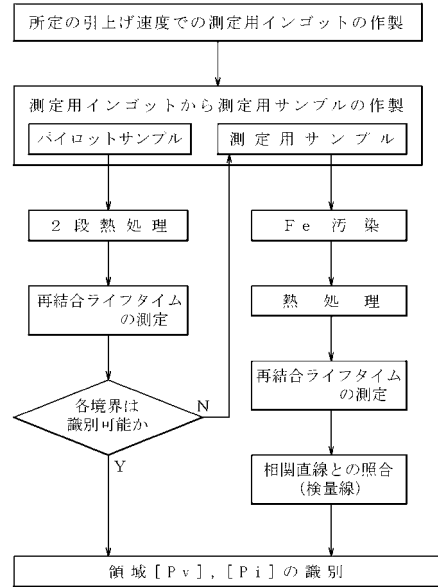 所定の引上げ速度での測定用インゴットの作製
測定用インゴットから測定用サンプルの作製
パイロットサンプル
測定用サンプル
2段熱処理
再結合ライフタイム
の測定
各境界は
識別可能か
N
Y
Fe汚染
熱処理
再結合ライフタイム
の測定
相関直線との照合
(検量線)
領域[Pv],[Pi]の識別